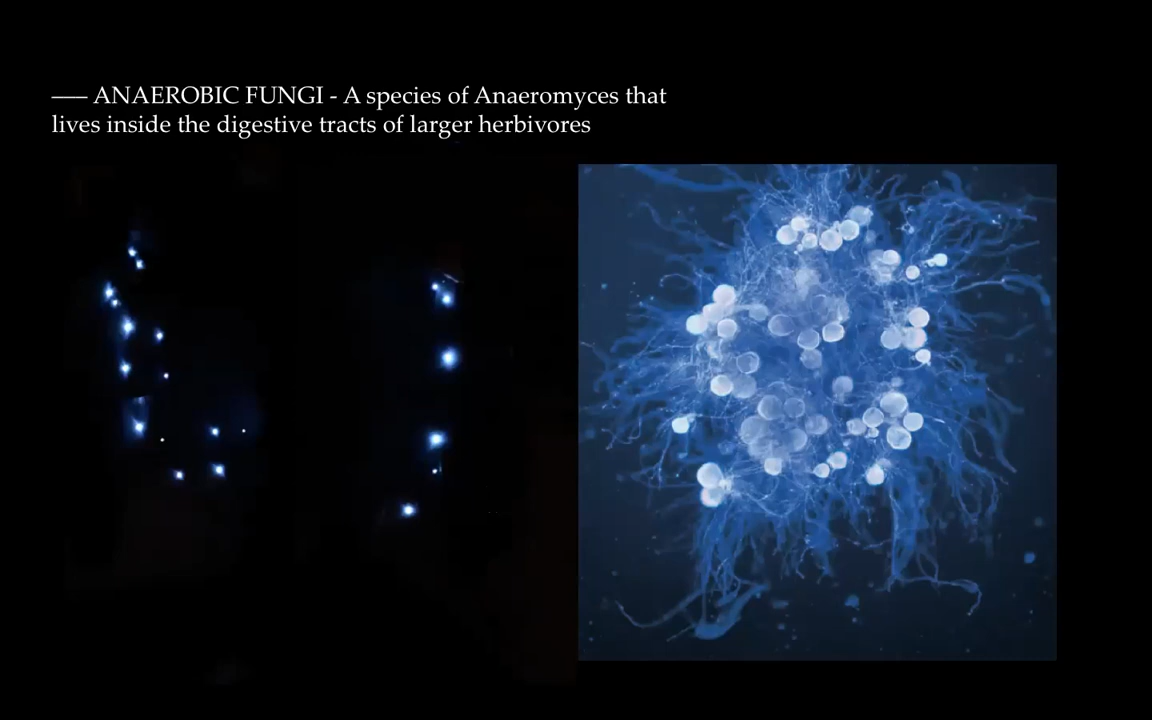 —– ANAEROBIC FUNGI - A species of Anaeromyces that
lives inside the digestive tracts of larger herbivores